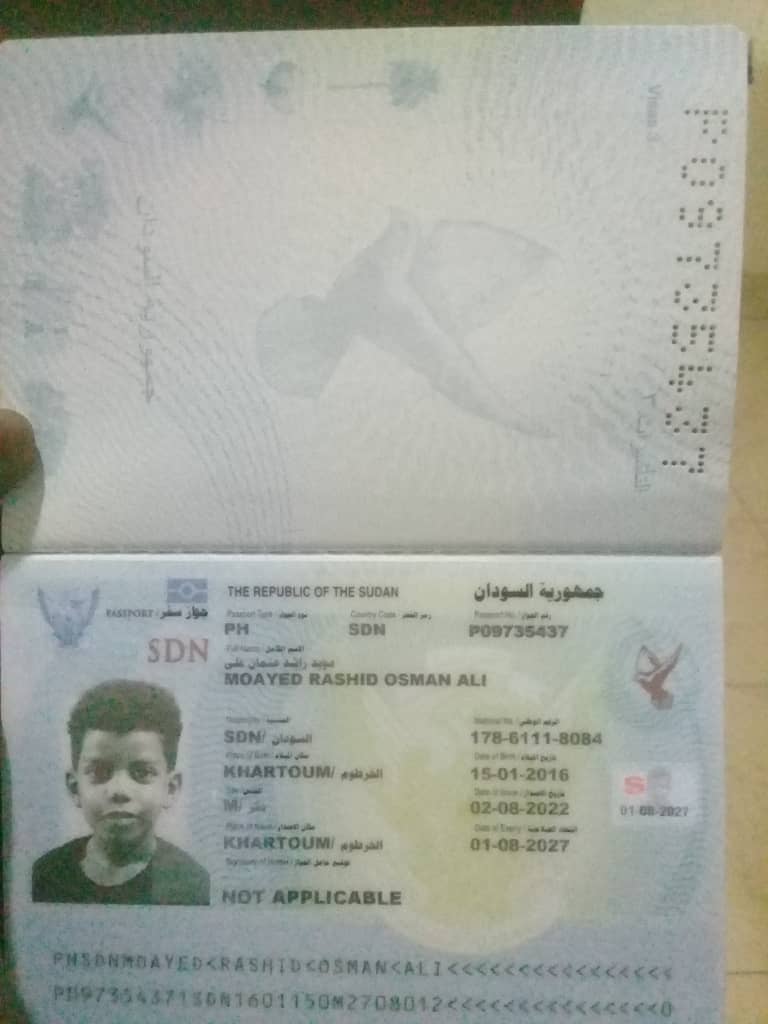 P09735437
جمهورية السودان
THE REPUBLIC OF THE SUDAN
جمهورية السودان
PASSPORT / جواز سفر
Passport Type / نوع الجواز
Country Code / رمز القطر
Passport No. / رقم الجواز
PH
SDN
P09735437
SDN
Full Name / الاسم الكامل
مؤيد راشد عثمان علي
MOAYED RASHID OSMAN ALI
Nationality / الجنسية
National No. / الرقم الوطني
SDN/ السودان
178-6111-8084
Place of Birth / مكان الميلاد
Date of Birth / تاريخ الميلاد
KHARTOUM/ الخرطوم
15-01-2016
Sex / الجنس
Date of Issue / تاريخ الاصدار
M/ ذكر
02-08-2022
01-08-2027
Place of Issue / مكان الاصدار
Date of Expiry
KHARTOUM/ الخرطوم
01-08-2027
Signature of Holder / توقيع حامل الجواز
NOT APPLICABLE
PHSDNMOAYED<RASHID<OSMAN<ALI<<<<<<<<<<<<<<<<
P097354371SDN1601150M2708012<<<<<<<<<<<<<<<0